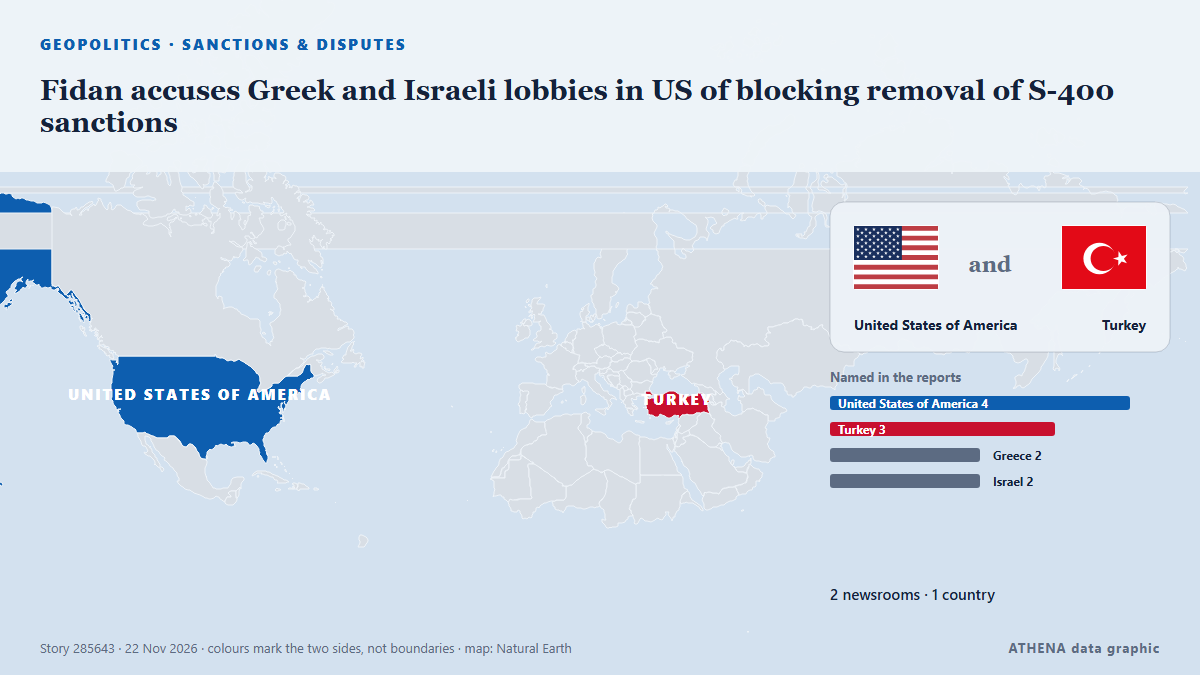 GEOPOLITICS · SANCTIONS & DISPUTES
Fidan accuses Greek and Israeli lobbies in US of blocking removal of S-400
sanctions
and
United States of America
Turkey
UNITED STATES OF AMERICA
TURKEY
Named in the reports
United States of America 4
Turkey 3
Greece 2
Israel 2
2 newsrooms · 1 country
Story 285643 · 22 Nov 2026 · colours mark the two sides, not boundaries · map: Natural Earth
ATHENA data graphic